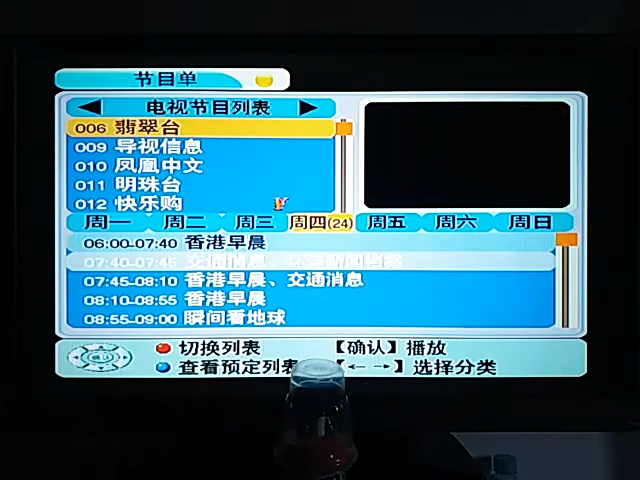 节目单
电视节目列表
006 翡翠台
009 导视信息
010 凤凰中文
011 明珠台
012 快乐购
周一 周二 周三 周四(24) 周五 周六 周日
06:00-07:40 香港早晨
07:40-07:45 交通消息、
07:45-08:10 香港早晨、交通消息
08:10-08:55 香港早晨
08:55-09:00 瞬间看地球
切换列表 【确认】播放
查看预定列表 【←- -→】选择分类
确认